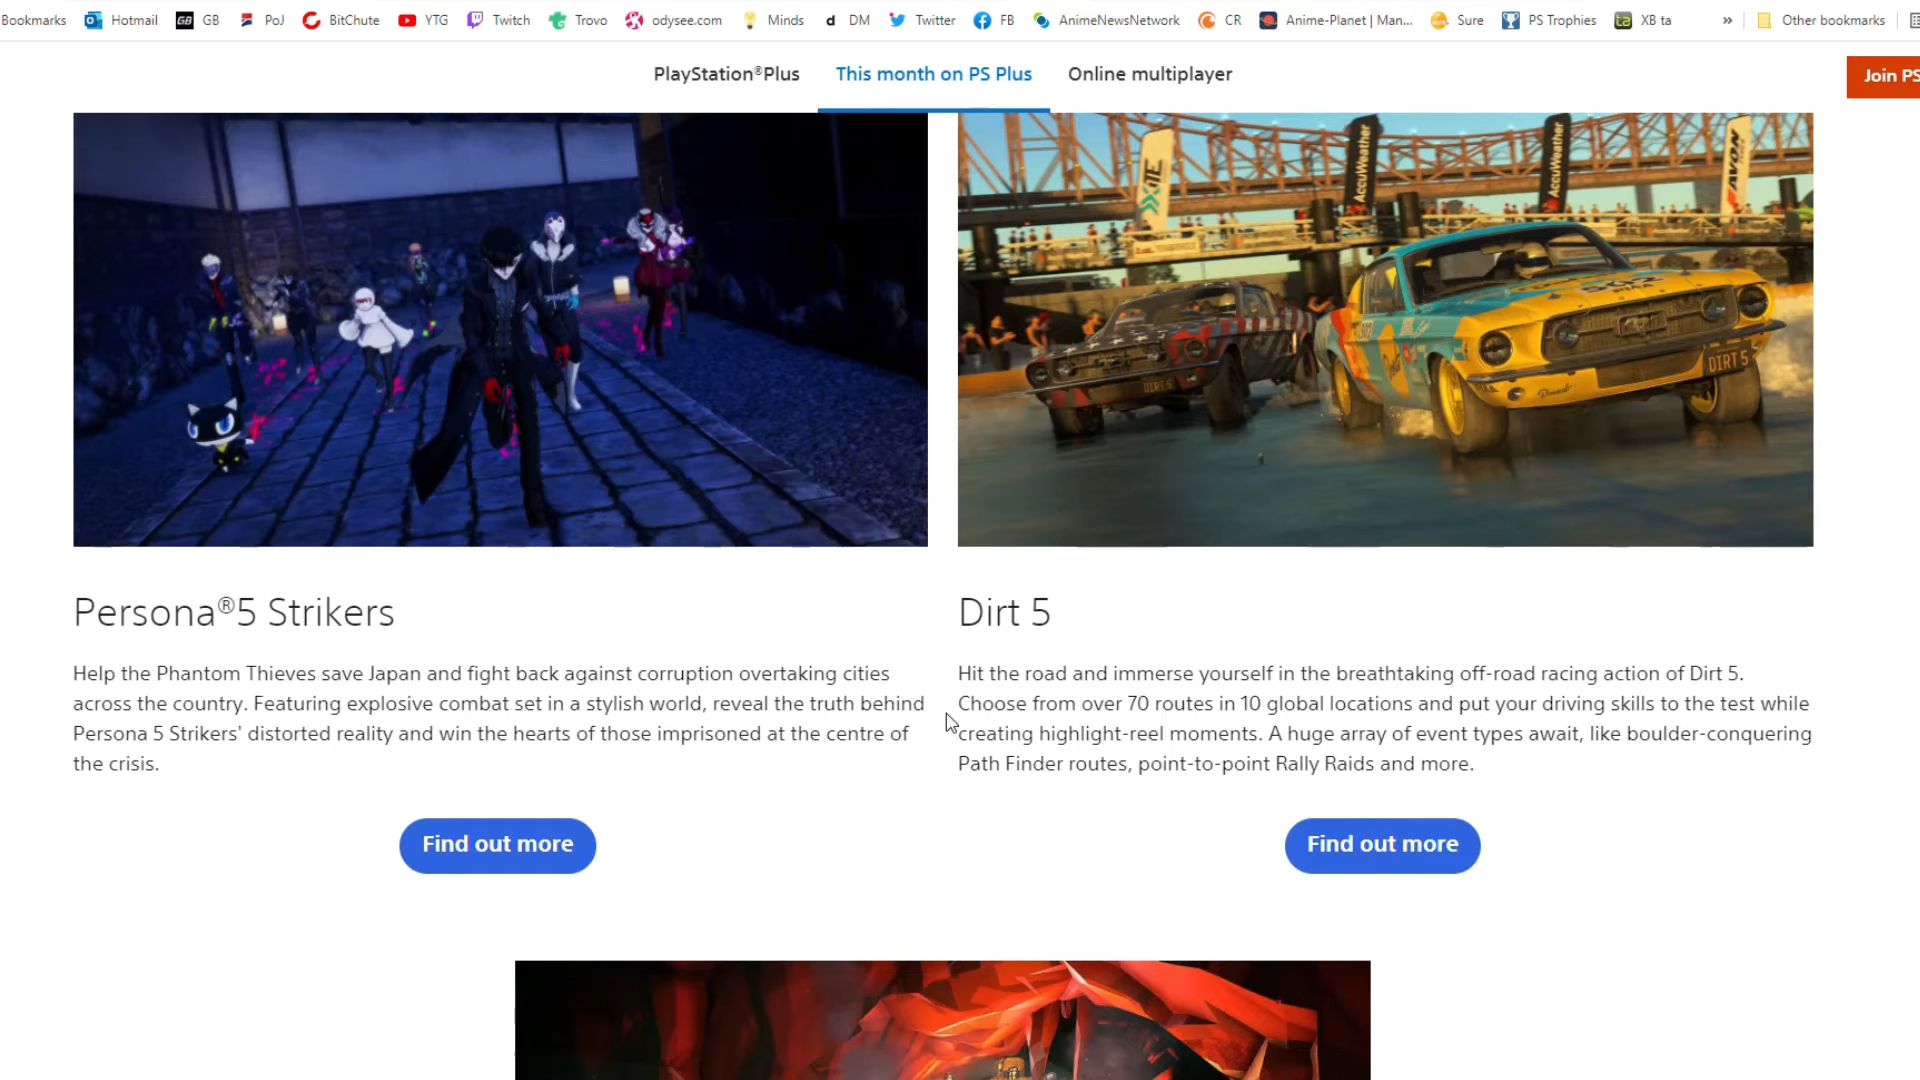 Bookmarks Hotmail GB PoJ BitChute YTG Twitch Trovo odysee.com Minds DM Twitter FB AnimeNewsNetwork CR Anime-Planet | Man... Sure PS Trophies XB ta » Other bookmarks
PlayStation®Plus This month on PS Plus Online multiplayer Join PS
AccuWeather
AccuWeather
AVON
DIRT 5
DIRT 5
Persona®5 Strikers
Help the Phantom Thieves save Japan and fight back against corruption overtaking cities
across the country. Featuring explosive combat set in a stylish world, reveal the truth behind
Persona 5 Strikers' distorted reality and win the hearts of those imprisoned at the centre of
the crisis.
Find out more
Dirt 5
Hit the road and immerse yourself in the breathtaking off-road racing action of Dirt 5.
Choose from over 70 routes in 10 global locations and put your driving skills to the test while
creating highlight-reel moments. A huge array of event types await, like boulder-conquering
Path Finder routes, point-to-point Rally Raids and more.
Find out more